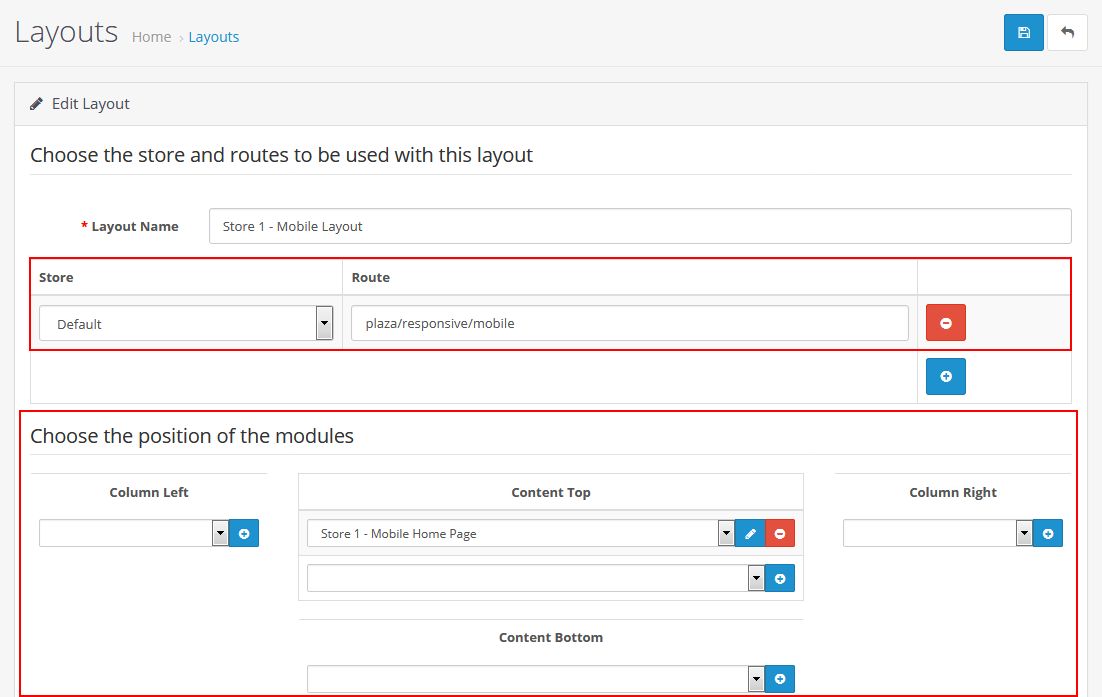 Layouts Home › Layouts
Edit Layout
Choose the store and routes to be used with this layout
* Layout Name Store 1 - Mobile Layout
Store Route
Default plaza/responsive/mobile
Choose the position of the modules
Column Left Content Top Column Right
Store 1 - Mobile Home Page
Content Bottom